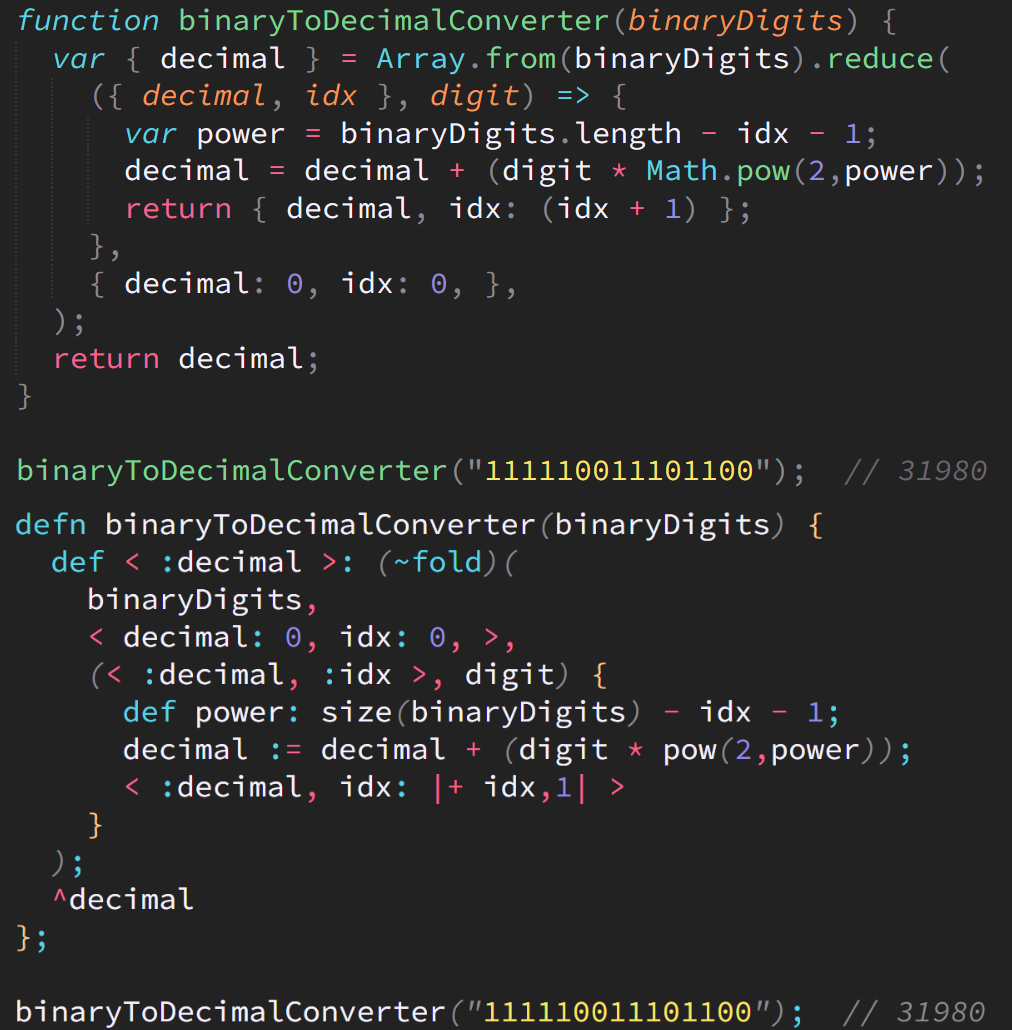 function binaryToDecimalConverter(binaryDigits) {
  var { decimal } = Array.from(binaryDigits).reduce(
    ({ decimal, idx }, digit) => {
      var power = binaryDigits.length - idx - 1;
      decimal = decimal + (digit * Math.pow(2,power));
      return { decimal, idx: (idx + 1) };
    },
    { decimal: 0, idx: 0, },
  );
  return decimal;
}

binaryToDecimalConverter("111110011101100");  // 31980
defn binaryToDecimalConverter(binaryDigits) {
  def < :decimal >: (~fold)(
    binaryDigits,
    < decimal: 0, idx: 0, >,
    (< :decimal, :idx >, digit) {
      def power: size(binaryDigits) - idx - 1;
      decimal := decimal + (digit * pow(2,power));
      < :decimal, idx: |+ idx,1| >
    }
  );
  ^decimal
};

binaryToDecimalConverter("111110011101100");  // 31980